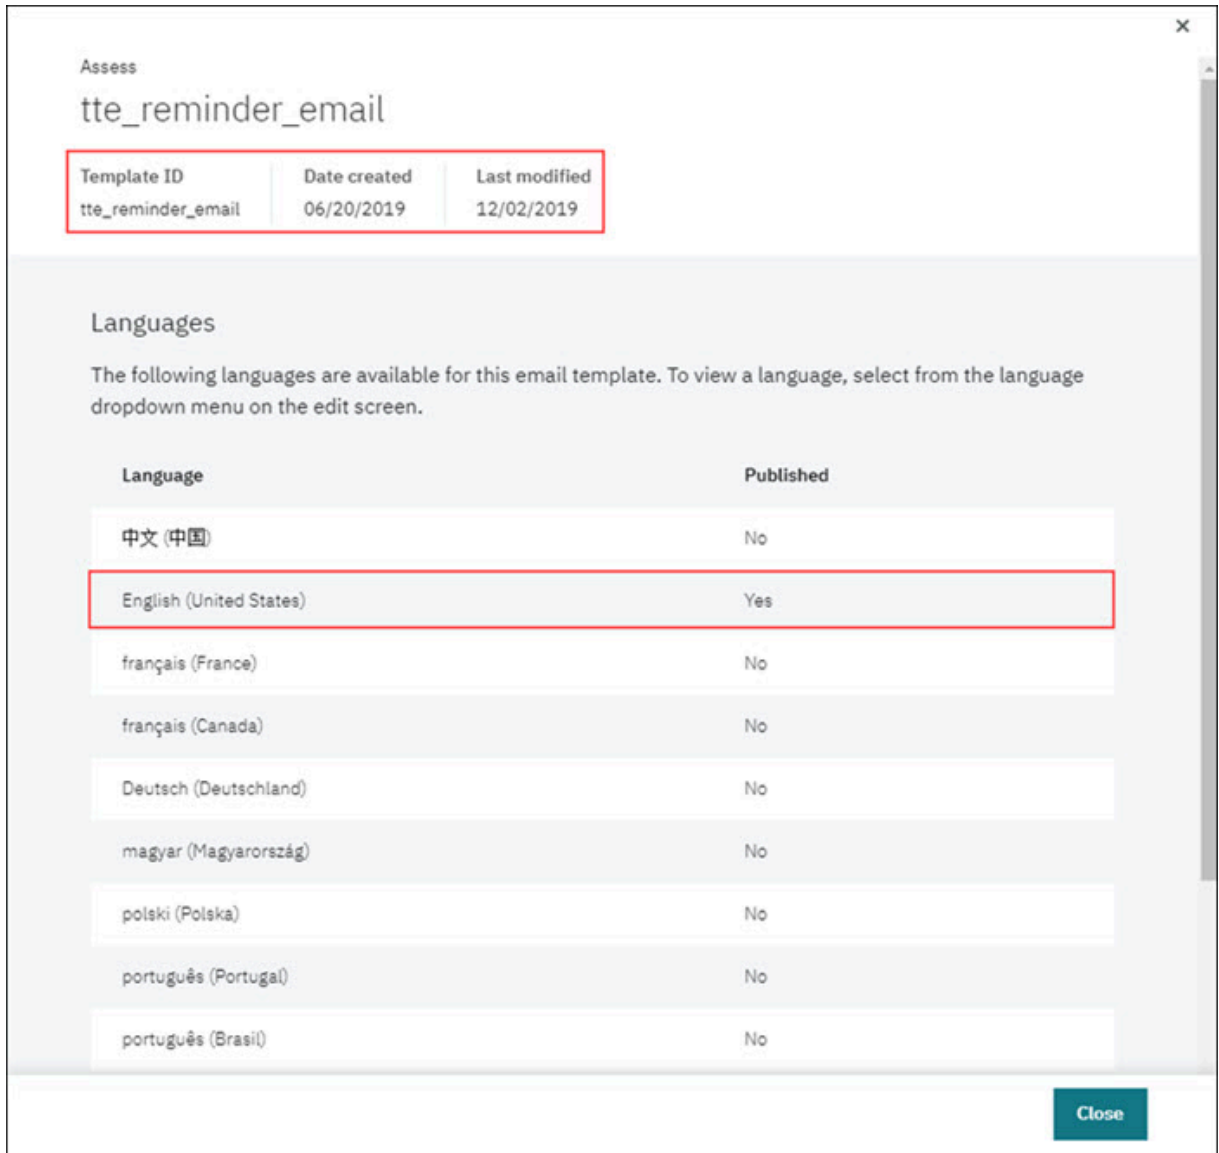 Assess
tte_reminder_email
Template ID Date created Last modified
tte_reminder_email 06/20/2019 12/02/2019
Languages
The following languages are available for this email template. To view a language, select from the language
dropdown menu on the edit screen.
Language Published
中文 (中国) No
English (United States) Yes
français (France) No
français (Canada) No
Deutsch (Deutschland) No
magyar (Magyarország) No
polski (Polska) No
português (Portugal) No
português (Brasil) No
Close